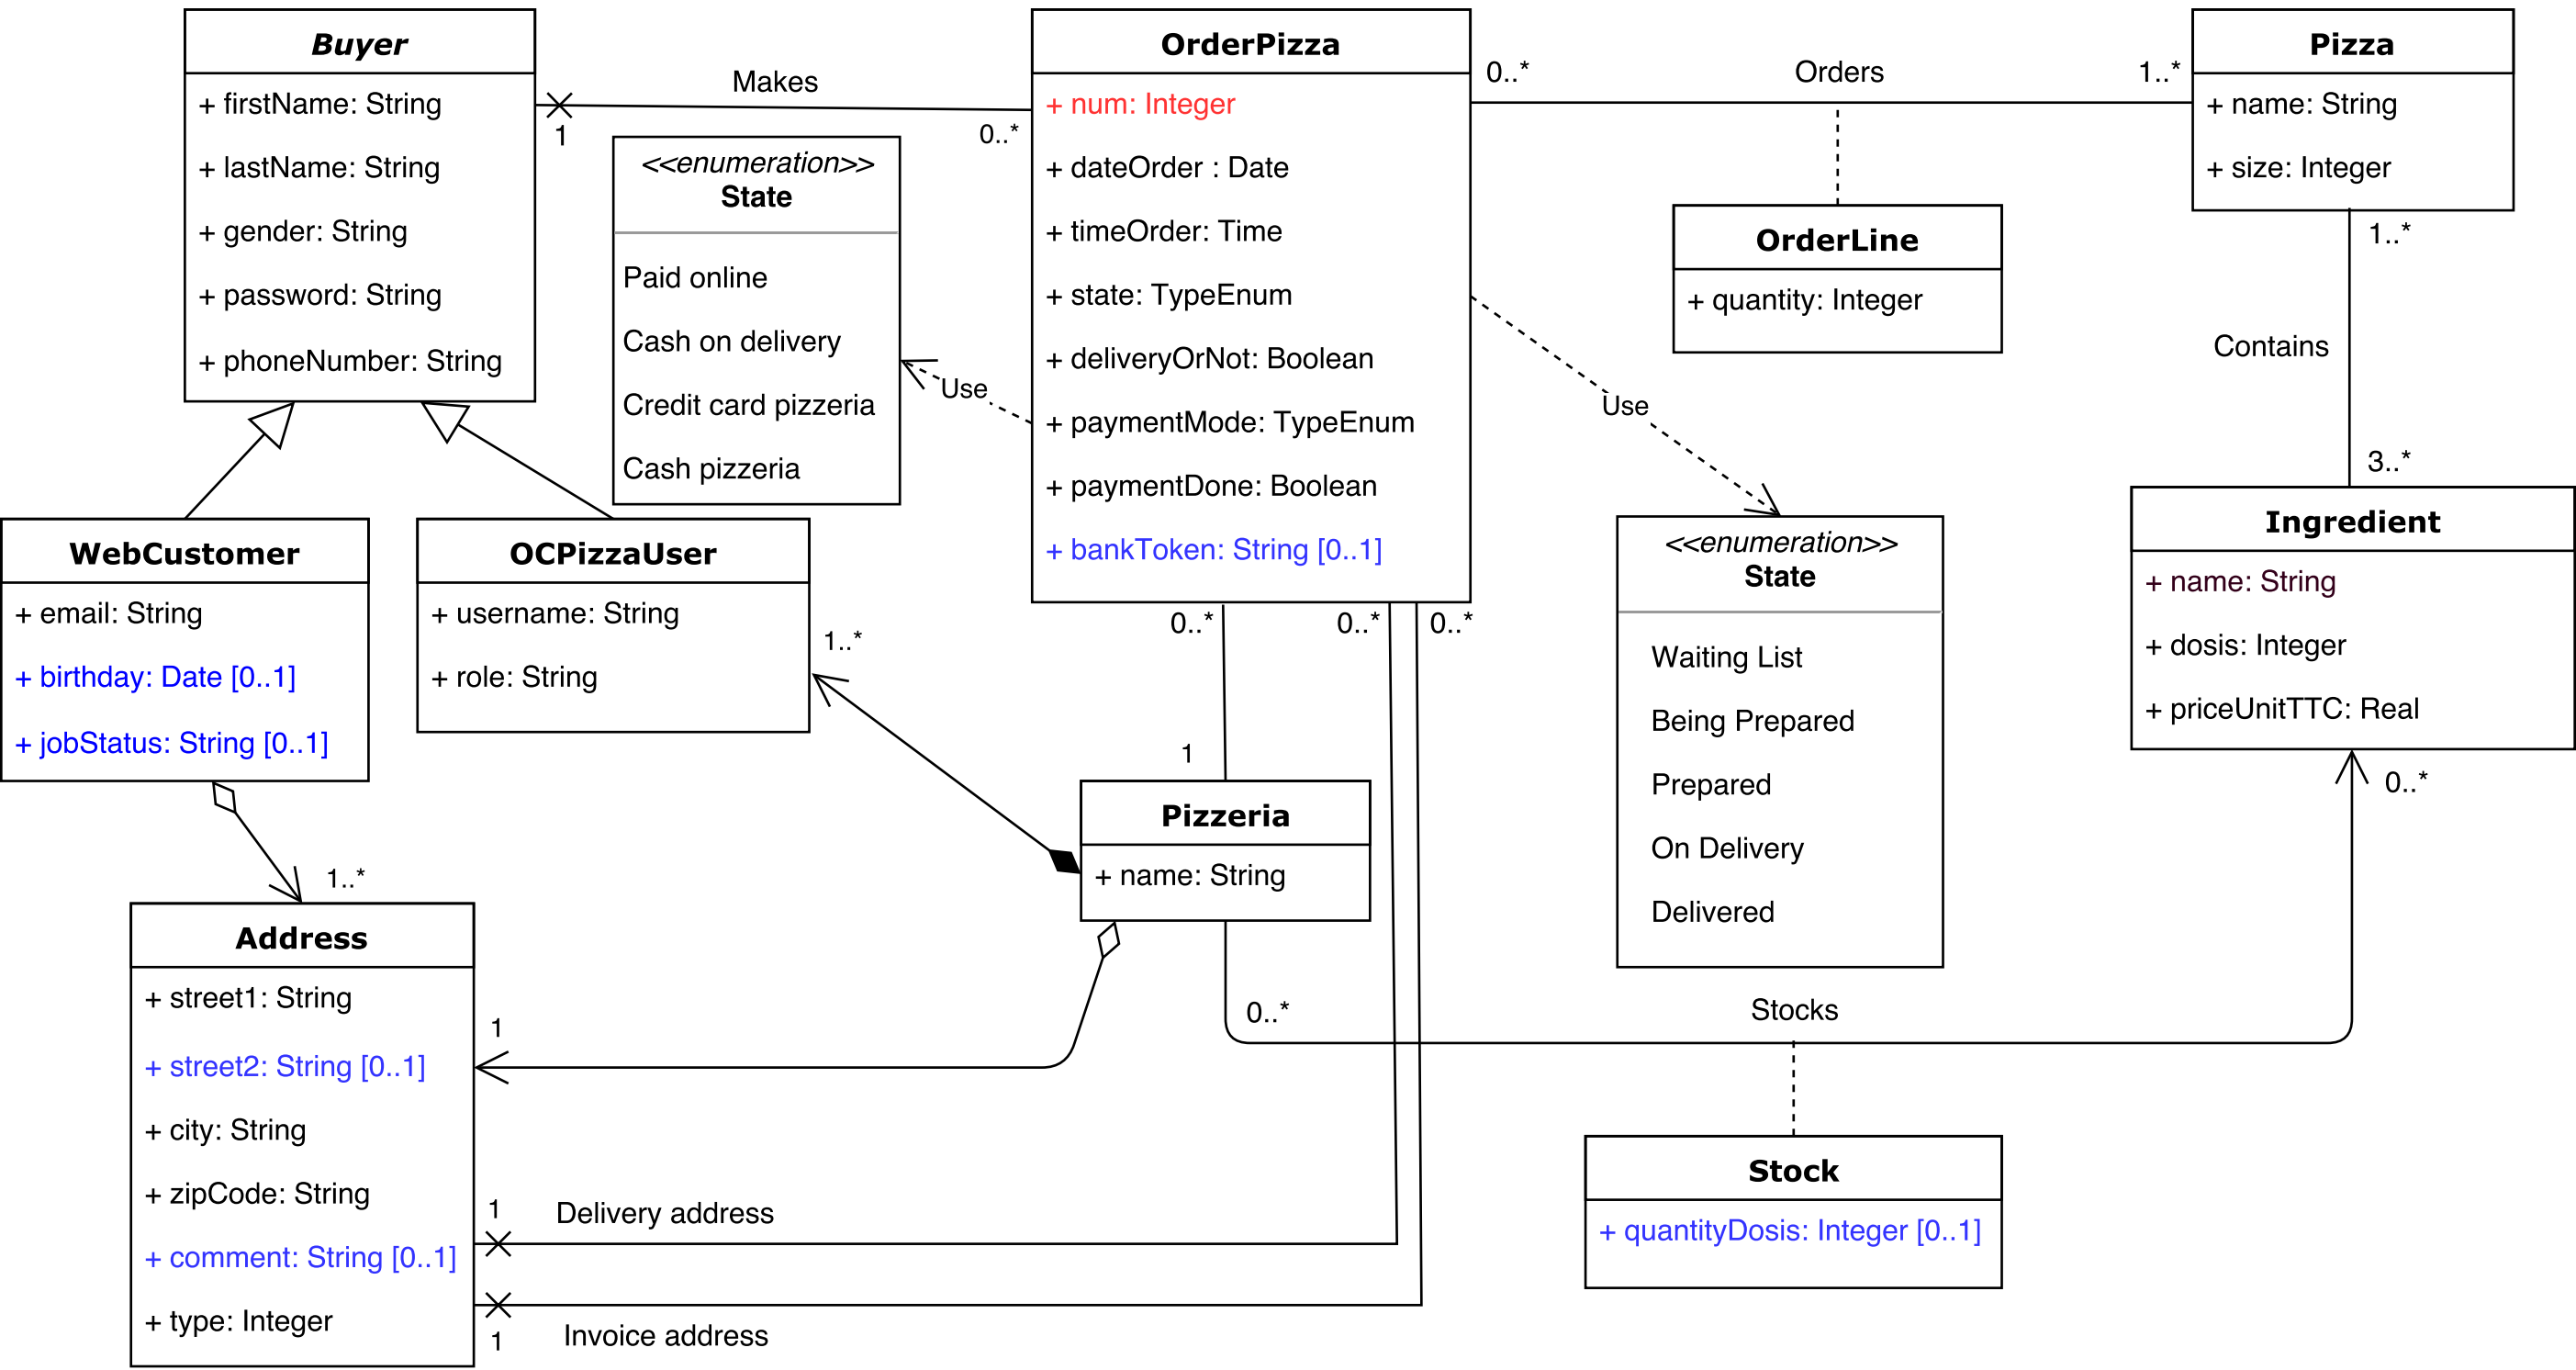 Buyer
+ firstName: String
+ lastName: String
+ gender: String
+ password: String
+ phoneNumber: String
Makes
1
0..*
<<enumeration>>
State
Paid online
Cash on delivery
Credit card pizzeria
Cash pizzeria
Use
OrderPizza
+ num: Integer
+ dateOrder : Date
+ timeOrder: Time
+ state: TypeEnum
+ deliveryOrNot: Boolean
+ paymentMode: TypeEnum
+ paymentDone: Boolean
+ bankToken: String [0..1]
0..*
Orders
1..*
Pizza
+ name: String
+ size: Integer
OrderLine
+ quantity: Integer
1..*
Contains
3..*
Use
<<enumeration>>
State
Waiting List
Being Prepared
Prepared
On Delivery
Delivered
Ingredient
+ name: String
+ dosis: Integer
+ priceUnitTTC: Real
0..*
WebCustomer
+ email: String
+ birthday: Date [0..1]
+ jobStatus: String [0..1]
OCPizzaUser
+ username: String
+ role: String
1..*
0..*
0..*
0..*
1
Pizzeria
+ name: String
1..*
Address
+ street1: String
+ street2: String [0..1]
+ city: String
+ zipCode: String
+ comment: String [0..1]
+ type: Integer
1
0..*
Stocks
Stock
+ quantityDosis: Integer [0..1]
1
Delivery address
1
Invoice address